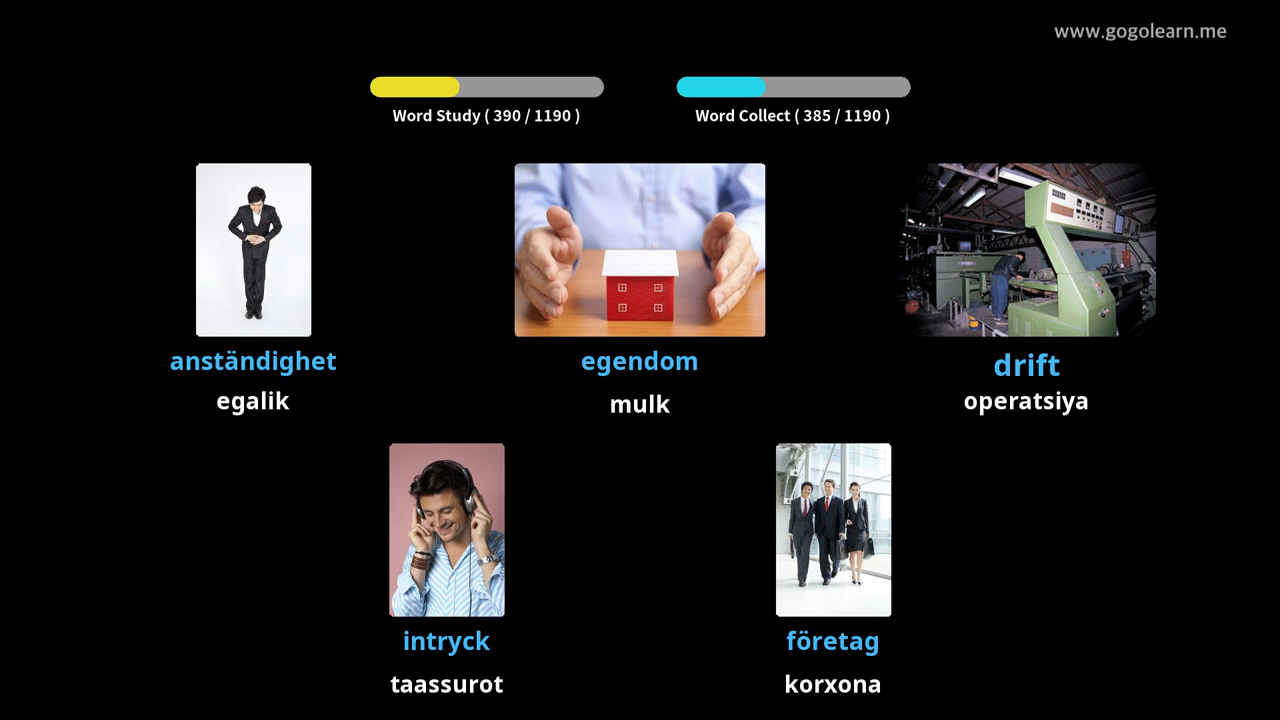 www.gogolearn.me
Word Study ( 390 / 1190 )
Word Collect ( 385 / 1190 )
anständighet
egalik
egendom
mulk
drift
operatsiya
intryck
taassurot
företag
korxona